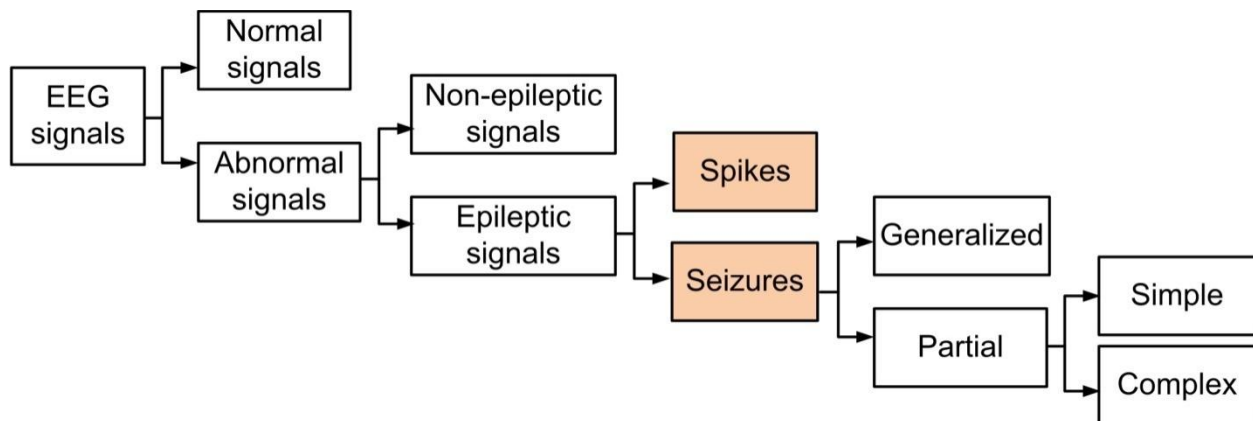 EEG
signals
Normal
signals
Abnormal
signals
Non-epileptic
signals
Epileptic
signals
Spikes
Seizures
Generalized
Partial
Simple
Complex